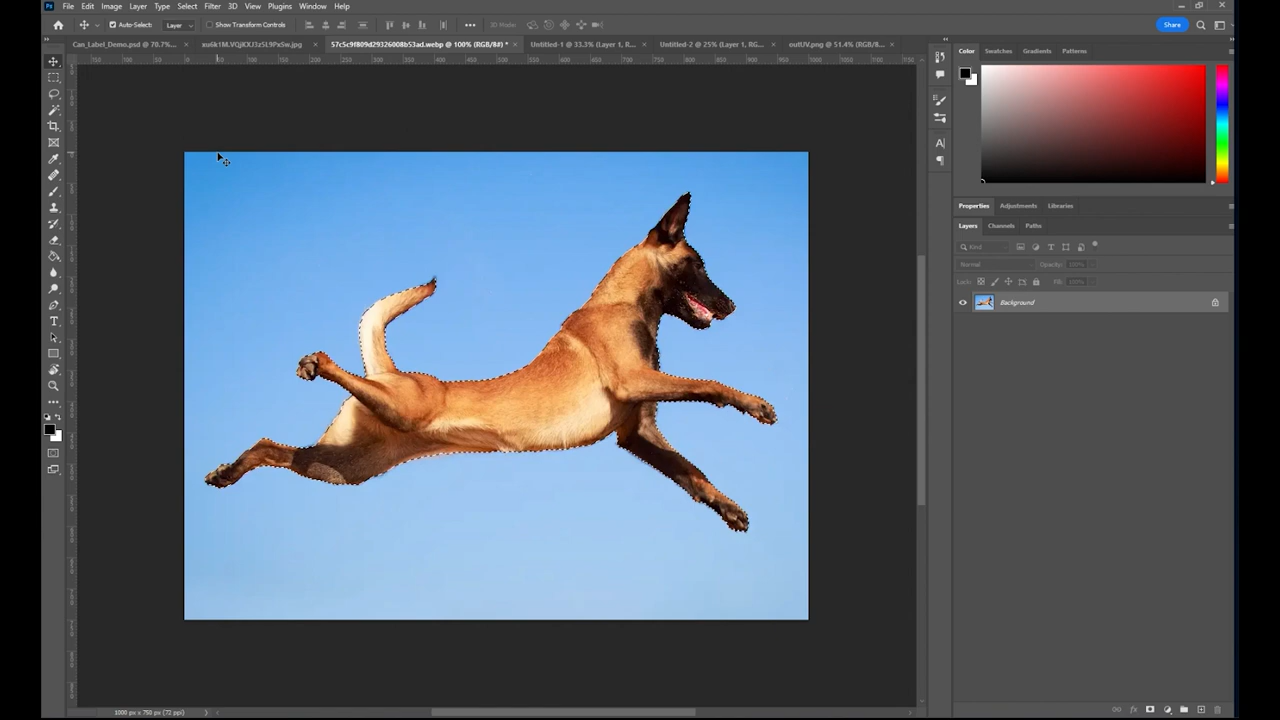 Ps File Edit Image Layer Type Select Filter 3D View Plugins Window Help
Auto-Select: Layer Show Transform Controls 3D Mode: Share
Can_Label_Demo.psd @ 70.7%... 57c5c9f809d29326008b53ad.webp @ 100% (RGB/8#) * Untitled-1 @ 33.3% (Layer 1, R... Untitled-2 @ 25% (Layer 1, RG... outUV.png @ 51.4% (RGB/8...
Color Swatches Gradients Patterns
Properties Adjustments Libraries
Layers Channels Paths
Kind
Normal Opacity: 100%
Lock: Fill: 100%
Background
1000 px x 750 px (72 ppi)